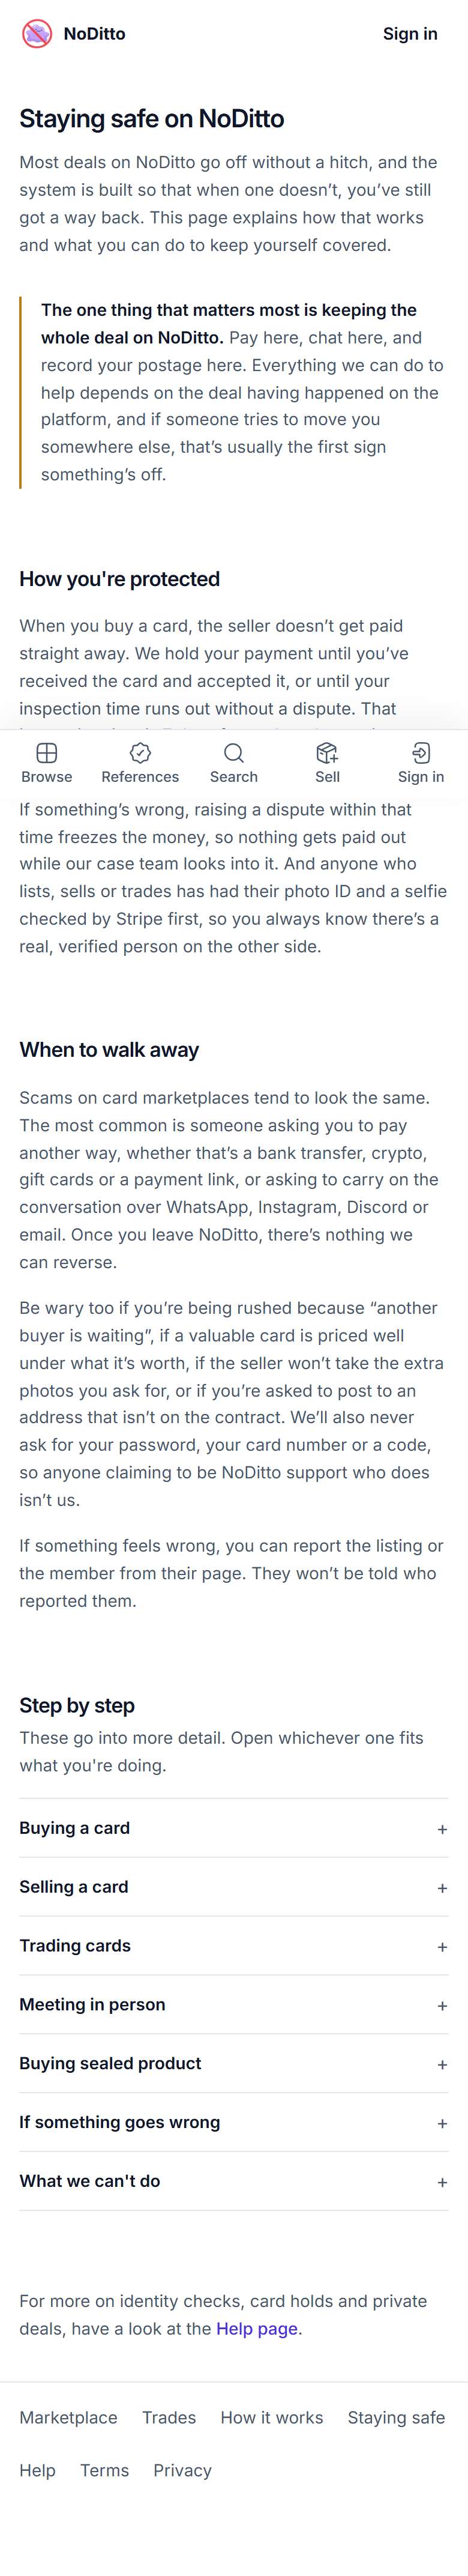 NoDitto
Sign in
Staying safe on NoDitto
Most deals on NoDitto go off without a hitch, and the
system is built so that when one doesn’t, you’ve still
got a way back. This page explains how that works
and what you can do to keep yourself covered.
The one thing that matters most is keeping the
whole deal on NoDitto. Pay here, chat here, and
record your postage here. Everything we can do to
help depends on the deal having happened on the
platform, and if someone tries to move you
somewhere else, that’s usually the first sign
something’s off.
How you're protected
When you buy a card, the seller doesn’t get paid
straight away. We hold your payment until you’ve
received the card and accepted it, or until your
inspection time runs out without a dispute. That
Browse
References
Search
Sell
Sign in
If something’s wrong, raising a dispute within that
time freezes the money, so nothing gets paid out
while our case team looks into it. And anyone who
lists, sells or trades has had their photo ID and a selfie
checked by Stripe first, so you always know there’s a
real, verified person on the other side.
When to walk away
Scams on card marketplaces tend to look the same.
The most common is someone asking you to pay
another way, whether that’s a bank transfer, crypto,
gift cards or a payment link, or asking to carry on the
conversation over WhatsApp, Instagram, Discord or
email. Once you leave NoDitto, there’s nothing we
can reverse.
Be wary too if you’re being rushed because “another
buyer is waiting”, if a valuable card is priced well
under what it’s worth, if the seller won’t take the extra
photos you ask for, or if you’re asked to post to an
address that isn’t on the contract. We’ll also never
ask for your password, your card number or a code,
so anyone claiming to be NoDitto support who does
isn’t us.
If something feels wrong, you can report the listing or
the member from their page. They won’t be told who
reported them.
Step by step
These go into more detail. Open whichever one fits
what you're doing.
Buying a card +
Selling a card +
Trading cards +
Meeting in person +
Buying sealed product +
If something goes wrong +
What we can't do +
For more on identity checks, card holds and private
deals, have a look at the Help page.
Marketplace Trades How it works Staying safe
Help Terms Privacy